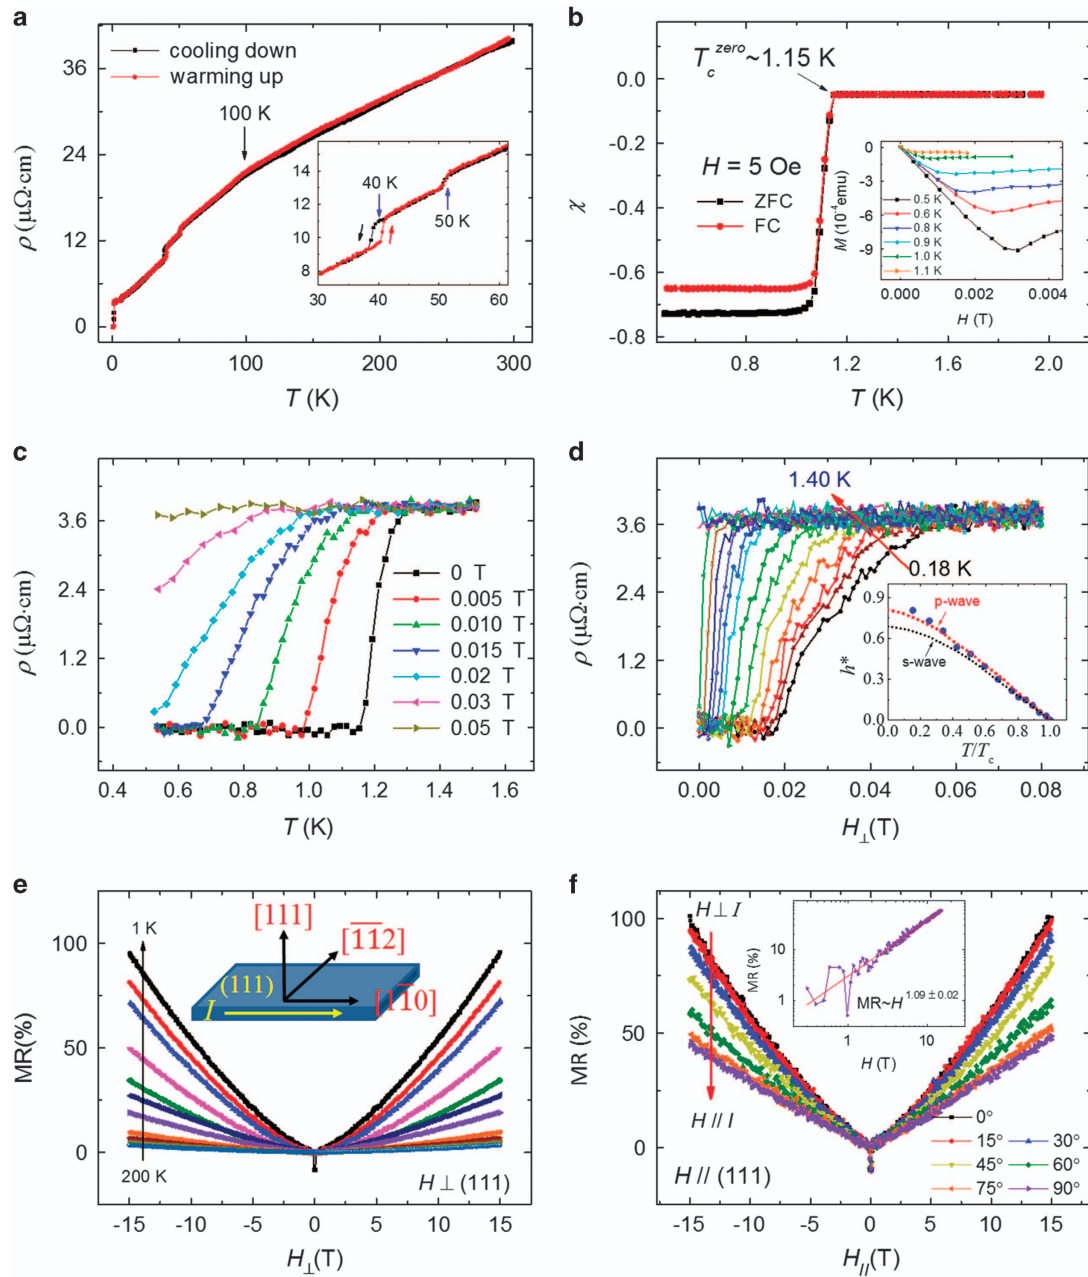 a
cooling down
warming up
100 K
40 K
50 K
14
12
10
8
30
40
50
60
36
24
12
0
ρ (μΩ·cm)
0
100
200
300
T (K)
b
T_c^zero ~1.15 K
H = 5 Oe
ZFC
FC
0
-3
-6
-9
M (10⁻⁴emu)
0.5 K
0.6 K
0.8 K
0.9 K
1.0 K
1.1 K
0.000
0.002
0.004
H (T)
0.0
-0.2
-0.4
-0.6
-0.8
χ
0.8
1.2
1.6
2.0
T (K)
c
3.6
2.4
1.2
0.0
ρ (μΩ·cm)
0 T
0.005 T
0.010 T
0.015 T
0.02 T
0.03 T
0.05 T
0.4
0.6
0.8
1.0
1.2
1.4
1.6
T (K)
d
1.40 K
0.18 K
p-wave
s-wave
0.9
0.6
0.3
0.0
h*
0.0
0.2
0.4
0.6
0.8
1.0
T/T_c
3.6
2.4
1.2
0.0
ρ (μΩ·cm)
0.00
0.02
0.04
0.06
0.08
H⊥(T)
e
1 K
200 K
[111]
[1̅1̅2]
[11̅0]
(111)
I
H ⊥ (111)
100
50
0
MR(%)
-15
-10
-5
0
5
10
15
H⊥(T)
f
H ⊥ I
H // I
H // (111)
MR (%)
10
1
MR~H^1.09 ± 0.02
1
10
H (T)
0°
15° 30°
45° 60°
75° 90°
100
50
0
MR (%)
-15
-10
-5
0
5
10
15
H//(T)